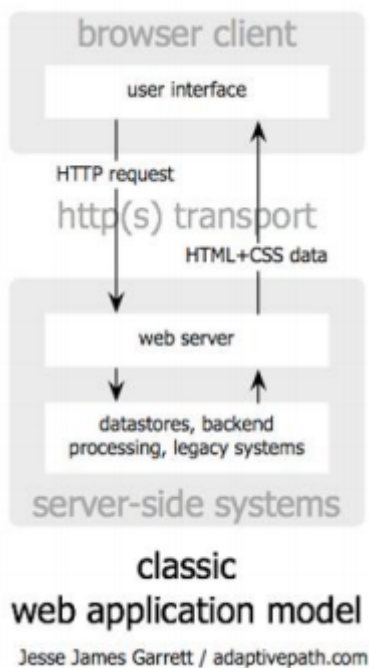 browser client
user interface
HTTP request
http(s) transport
HTML+CSS data
web server
datastores, backend
processing, legacy systems
server-side systems
classic
web application model
Jesse James Garrett / adaptivepath.com